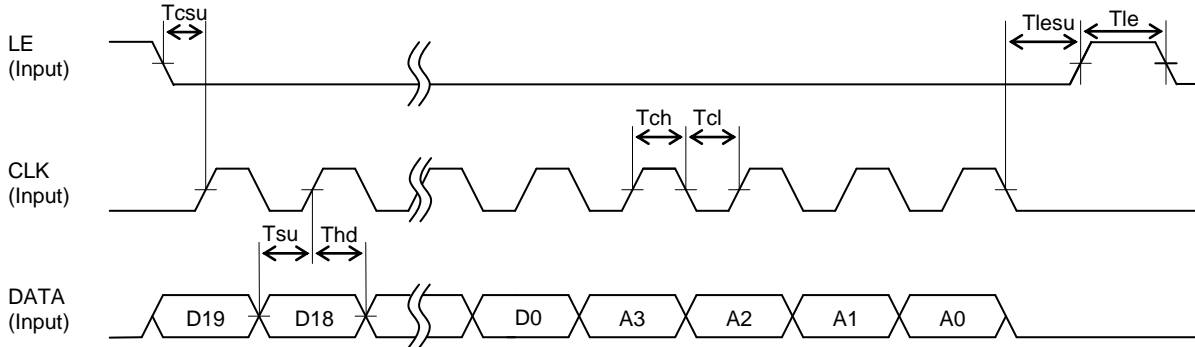 Tcsu
Tlesu Tle
LE
(Input)
Tch Tcl
CLK
(Input)
Tsu Thd
DATA
(Input)
D19 D18 D0 A3 A2 A1 A0